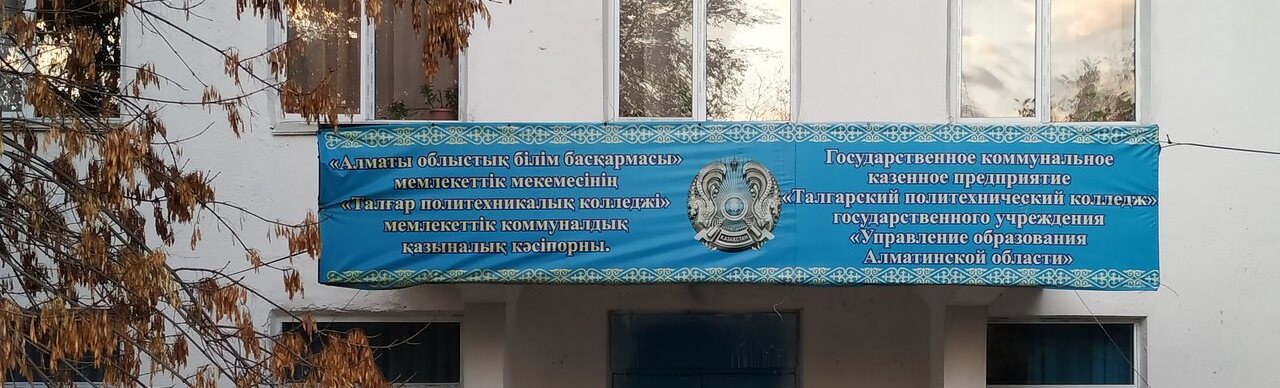 «Алматы облыстық білім басқармасы»
мемлекеттік мекемесінің
«Талғар политехникалық колледжі»
мемлекеттік коммуналдық
қазыналық кәсіпорны.
ҚАЗАҚСТАН
Государственное коммунальное
казенное предприятие
«Талгарский политехнический колледж»
государственного учреждения
«Управление образования
Алматинской области»